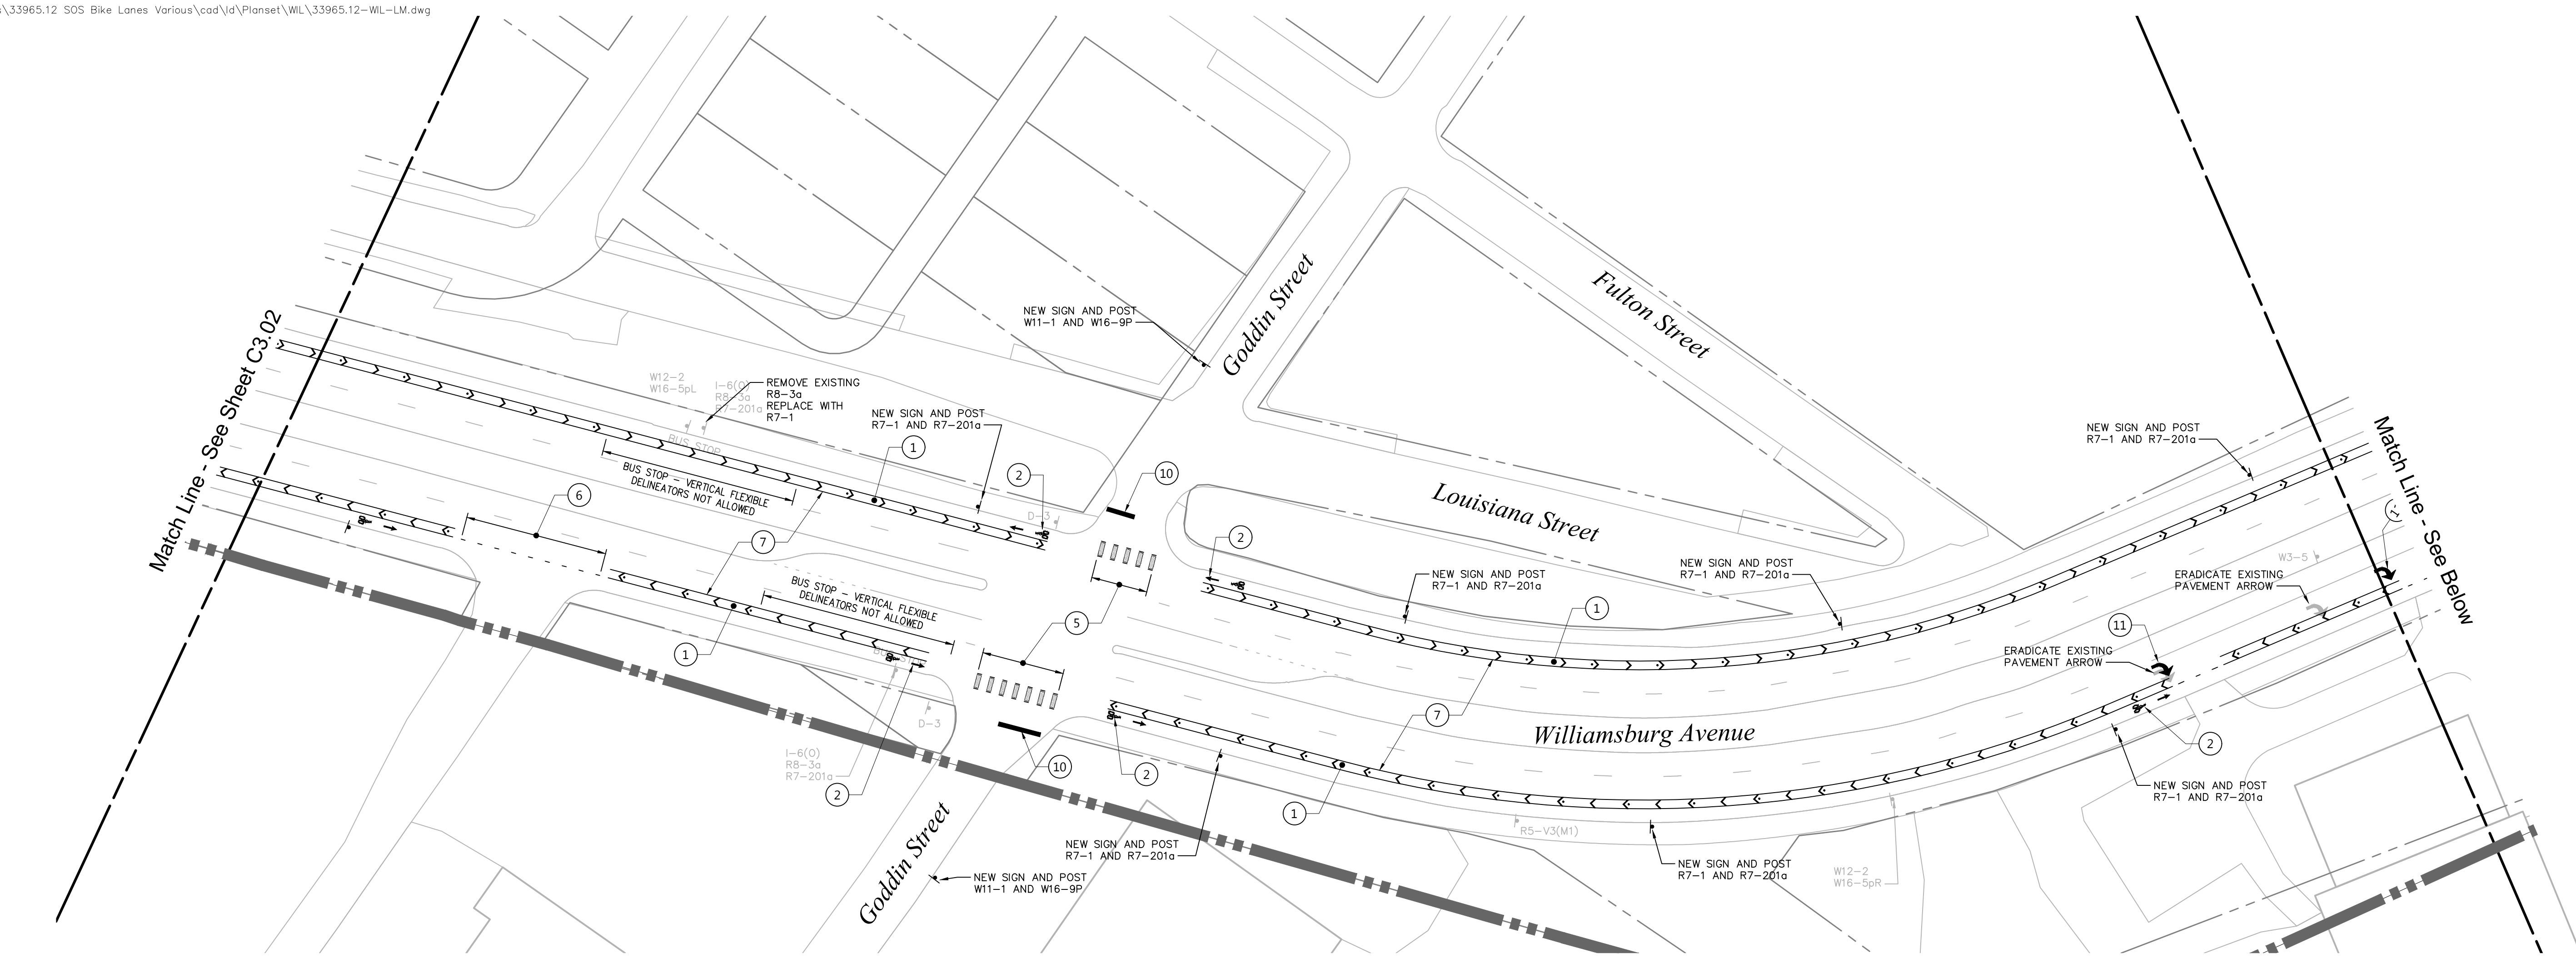 s\33965.12 SOS Bike Lanes Various\cad\ld\Planset\WIL\33965.12-WIL-LM.dwg
Match Line - See Sheet C3.02
W12-2
W16-5pL
I-6(O)
R8-3a
R7-201a
REMOVE EXISTING
R8-3a
REPLACE WITH
R7-1
BUS STOP
BUS STOP - VERTICAL FLEXIBLE
DELINEATORS NOT ALLOWED
NEW SIGN AND POST
R7-1 AND R7-201a
1
2
D-3
10
NEW SIGN AND POST
W11-1 AND W16-9P
Goddin Street
Fulton Street
Louisiana Street
6
7
BUS STOP - VERTICAL FLEXIBLE
DELINEATORS NOT ALLOWED
1
5
2
NEW SIGN AND POST
R7-1 AND R7-201a
1
NEW SIGN AND POST
R7-1 AND R7-201a
NEW SIGN AND POST
R7-1 AND R7-201a
Match Line - See Below
W3-5
ERADICATE EXISTING
PAVEMENT ARROW
11
ERADICATE EXISTING
PAVEMENT ARROW
D-3
I-6(O)
R8-3a
R7-201a
2
10
2
7
Williamsburg Avenue
2
NEW SIGN AND POST
R7-1 AND R7-201a
1
R5-V3(M1)
NEW SIGN AND POST
R7-1 AND R7-201a
NEW SIGN AND POST
R7-1 AND R7-201a
W12-2
W16-5pR
Goddin Street
NEW SIGN AND POST
W11-1 AND W16-9P